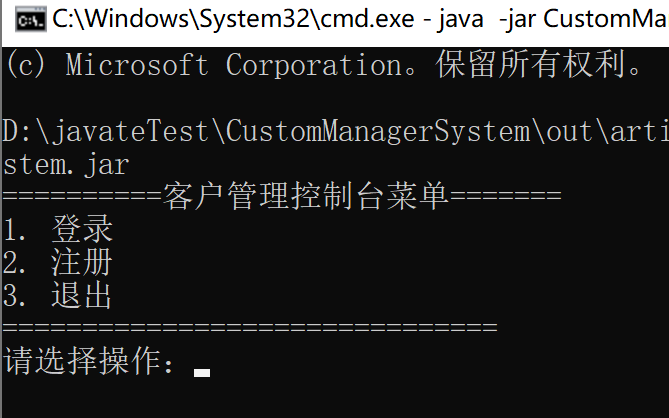 C:\Windows\System32\cmd.exe - java  -jar CustomMa
(c) Microsoft Corporation。保留所有权利。
D:\javateTest\CustomManagerSystem\out\arti
stem.jar
==========客户管理控制台菜单=======
1. 登录
2. 注册
3. 退出
===============================
请选择操作：